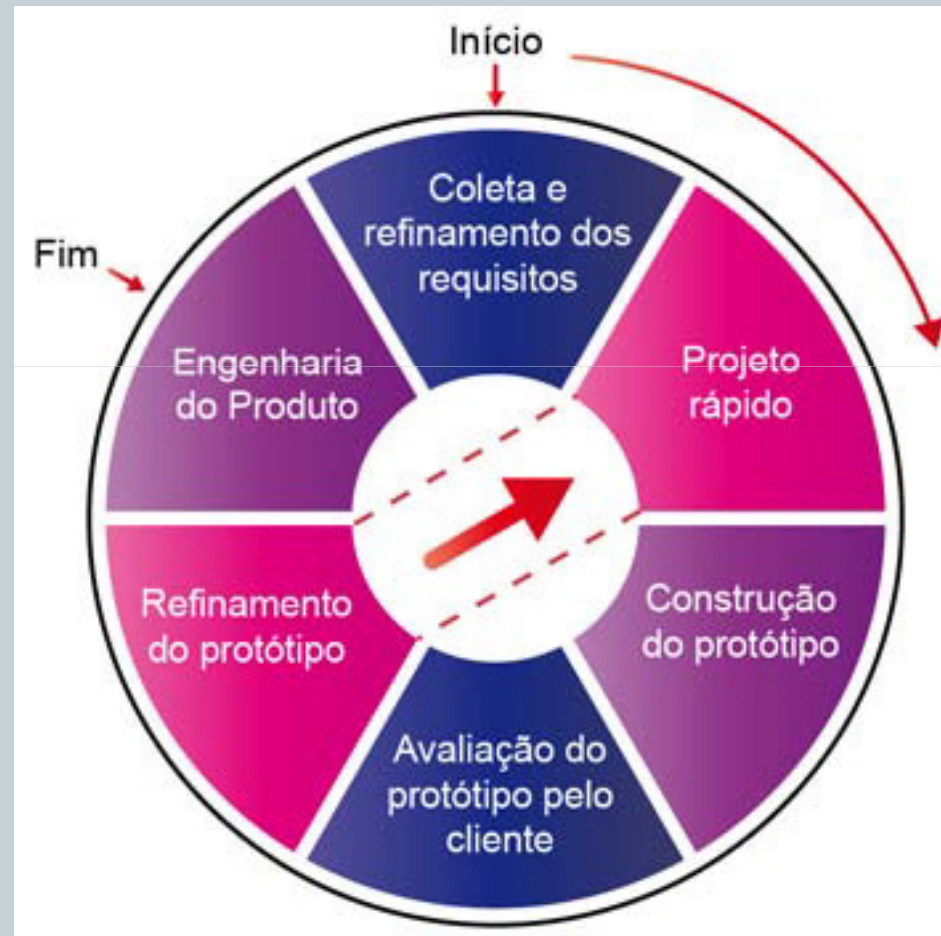 Início
Coleta e
refinamento dos
requisitos
Projeto
rápido
Construção
do protótipo
Avaliação do
protótipo pelo
cliente
Refinamento
do protótipo
Engenharia
do Produto
Fim